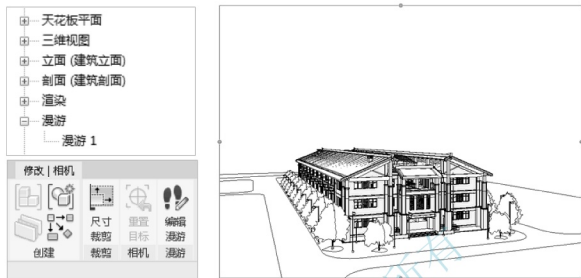 天花板平面
三维视图
立面 (建筑立面)
剖面 (建筑剖面)
渲染
漫游
漫游 1
修改 | 相机
尺寸
裁剪
重置
目标
编辑
漫游
创建
裁剪
相机
漫游
所有